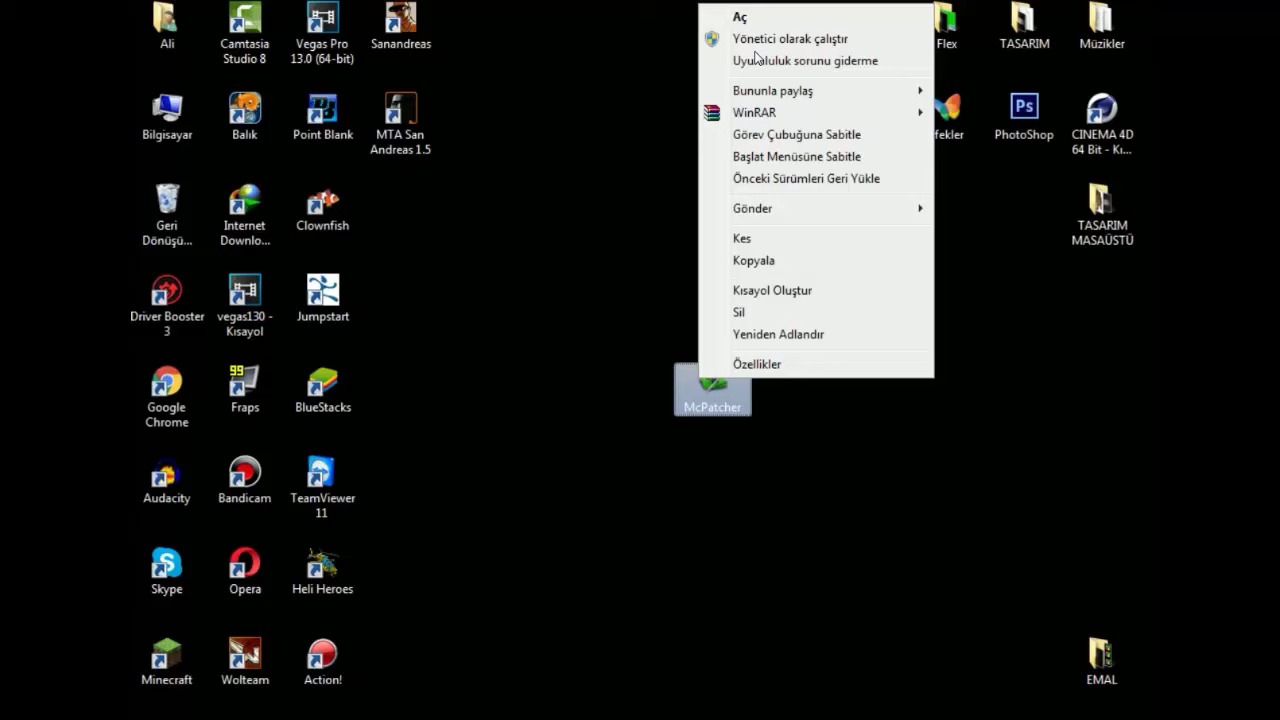 Ali
Camtasia
Studio 8
Vegas Pro
13.0 (64-bit)
Sanandreas
Bilgisayar
Balık
Point Blank
MTA San
Andreas 1.5
Geri
Dönüşü...
Internet
Downlo...
Clownfish
Driver Booster
3
vegas130 -
Kısayol
Jumpstart
Google
Chrome
99
Fraps
BlueStacks
Audacity
Bandicam
TeamViewer
11
Skype
Opera
Heli Heroes
Minecraft
Wolteam
Action!
Aç
Yönetici olarak çalıştır
sorunu giderme
Bununla paylaş
WinRAR
Görev Çubuğuna Sabitle
Başlat Menüsüne Sabitle
Önceki Sürümleri Geri Yükle
Gönder
Kes
Kopyala
Kısayol Oluştur
Sil
Yeniden Adlandır
Özellikler
McPatcher
Flex
TASARIM
Müzikler
Ps
PhotoShop
CINEMA 4D
64 Bit - Kı...
TASARIM
MASAÜSTÜ
EMAL